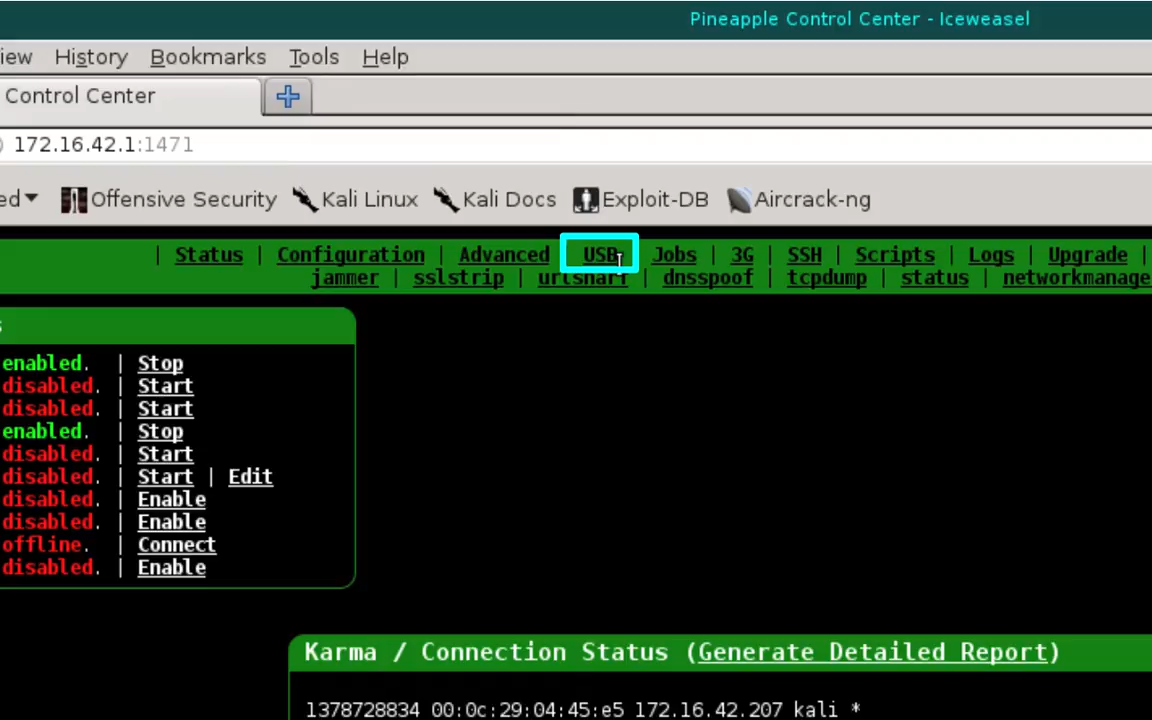 Pineapple Control Center - Iceweasel
iew History Bookmarks Tools Help
Control Center
172.16.42.1:1471
ed Offensive Security Kali Linux Kali Docs Exploit-DB Aircrack-ng
| Status | Configuration | Advanced USB Jobs | 3G | SSH | Scripts | Logs | Upgrade |
jammer | sslstrip | urlsnarf | dnsspoof | tcpdump | status | networkmanage
s
enabled. | Stop
disabled. | Start
disabled. | Start
enabled. | Stop
disabled. | Start
disabled. | Start | Edit
disabled. | Enable
disabled. | Enable
offline. | Connect
disabled. | Enable
Karma / Connection Status (Generate Detailed Report)
1378728834 00:0c:29:04:45:e5 172.16.42.207 kali *